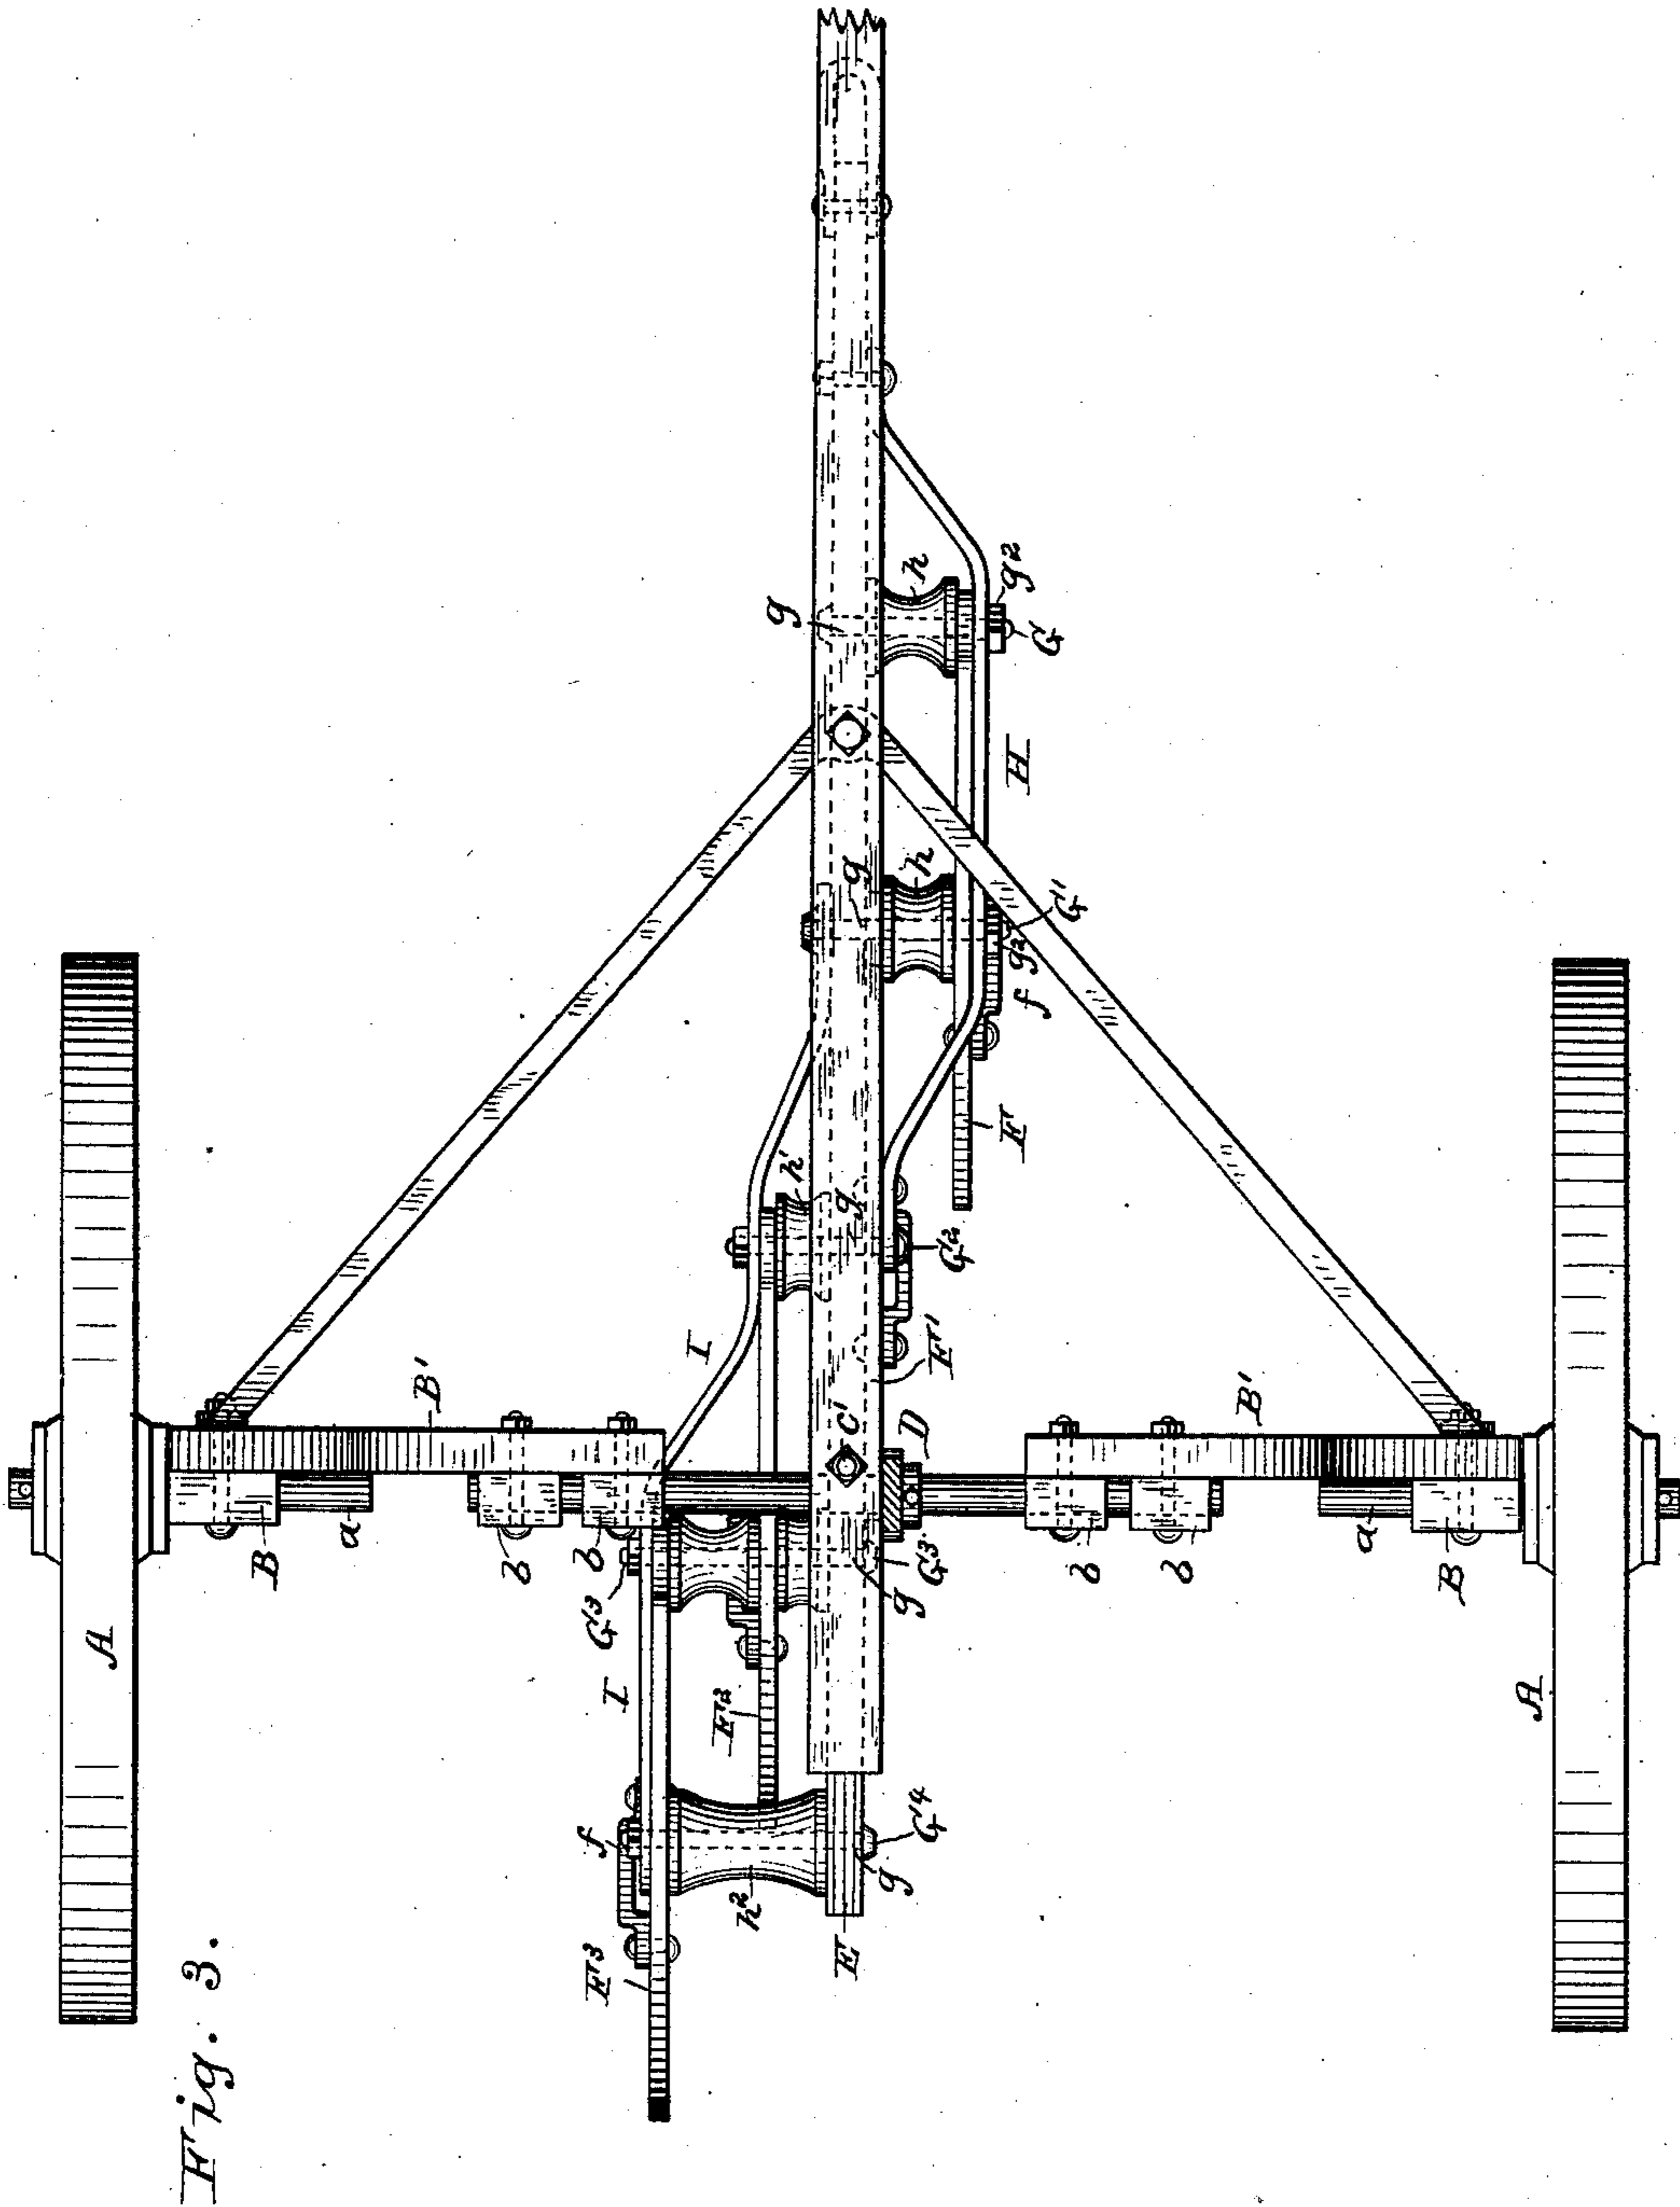 g
h
g²
G
H
g
h
G'
g²
f
F
h'
g
G²
I
F'
B'
C'
D
B'
B
a
b
b
G³
g
G³
b
b
a
B
A
I
F²
A
f
h²
g
G⁴
E
F³
Fig. 3.